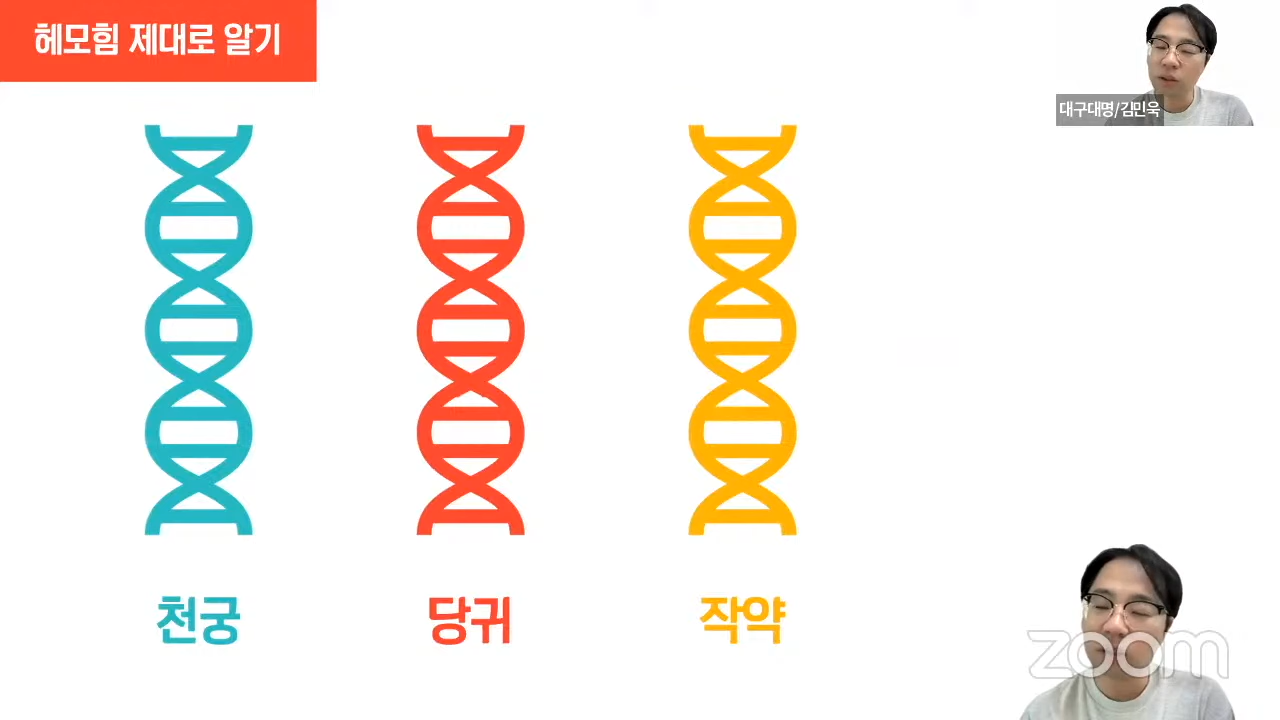 헤모힘 제대로 알기
대구대명/김민욱
천궁
당귀
작약
zoom